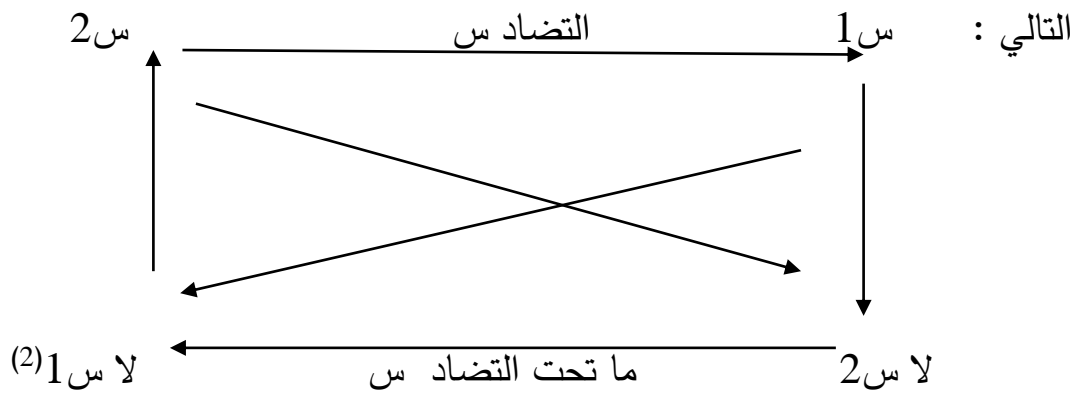 التالي : س1 التضاد س س2
لا س2 ما تحت التضاد س لا س1(2)